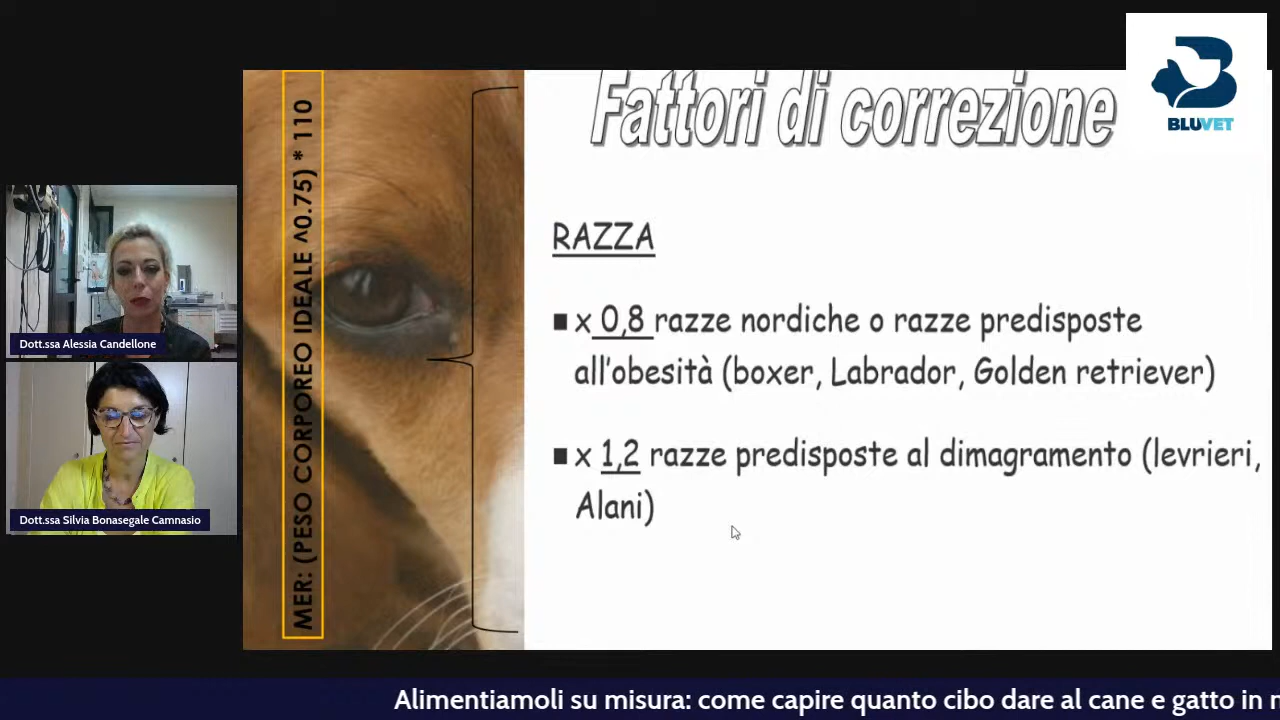 BLUVET
Fattori di correzione
MER: (PESO CORPOREO IDEALE ^0.75) * 110
RAZZA
■ x 0,8 razze nordiche o razze predisposte
all'obesità (boxer, Labrador, Golden retriever)
■ x 1,2 razze predisposte al dimagramento (levrieri,
Alani)
Dott.ssa Alessia Candellone
Dott.ssa Silvia Bonasegale Camnasio
Alimentiamoli su misura: come capire quanto cibo dare al cane e gatto in